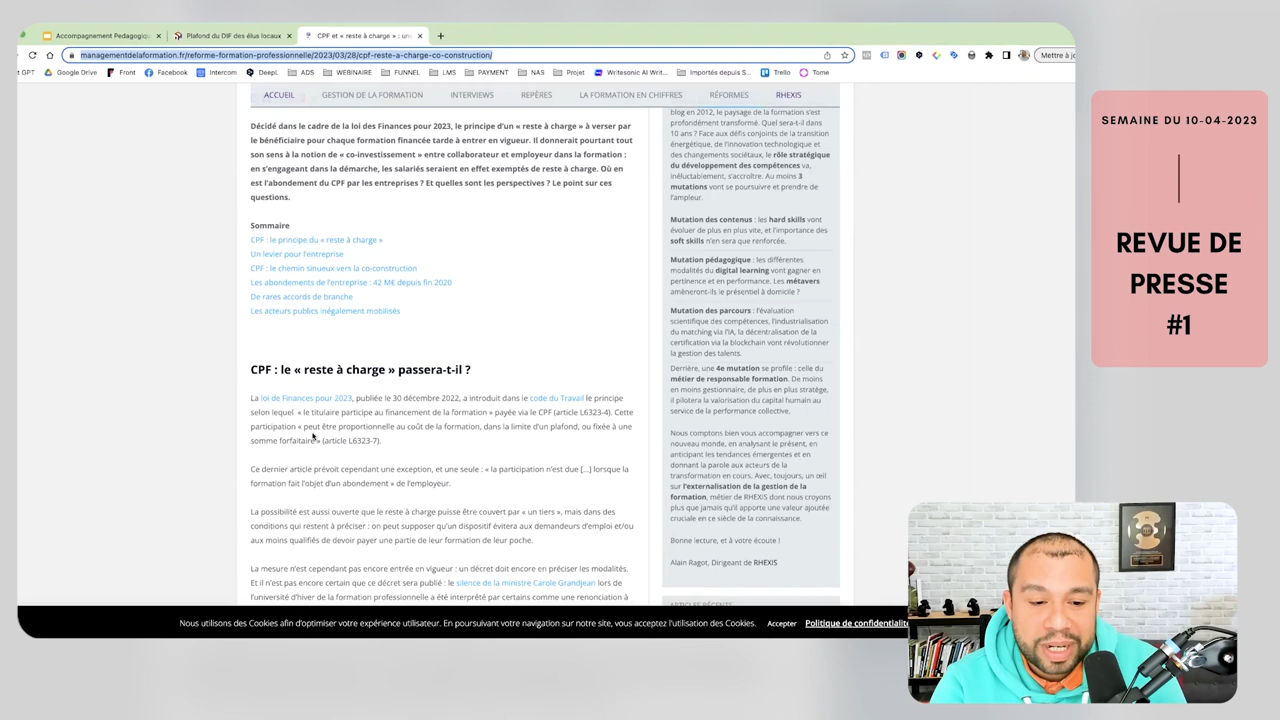 Accompagnement Pedagogiqu
Plafond du DIF des élus locaux
CPF et « reste à charge » : une
managementdelaformation.fr/reforme-formation-professionnelle/2023/03/28/cpf-reste-a-charge-co-construction/
Mettre à jo
GPT
Google Drive
Front
Facebook
Intercom
DeepL
ADS
WEBINAIRE
FUNNEL
LMS
PAYMENT
NAS
Projet
Writesonic AI Writ...
Importés depuis S...
Trello
Tome
ACCUEIL
GESTION DE LA FORMATION
INTERVIEWS
REPÈRES
LA FORMATION EN CHIFFRES
RÉFORMES
RHEXIS
Décidé dans le cadre de la loi des Finances pour 2023, le principe d'un « reste à charge » à verser par
le bénéficiaire pour chaque formation financée tarde à entrer en vigueur. Il donnerait pourtant tout
son sens à la notion de « co-investissement » entre collaborateur et employeur dans la formation :
en s'engageant dans la démarche, les salariés seraient en effet exemptés de reste à charge. Où en
est l'abondement du CPF par les entreprises ? Et quelles sont les perspectives ? Le point sur ces
questions.
Sommaire
CPF : le principe du « reste à charge »
Un levier pour l'entreprise
CPF : le chemin sinueux vers la co-construction
Les abondements de l'entreprise : 42 M€ depuis fin 2020
De rares accords de branche
Les acteurs publics inégalement mobilisés
CPF : le « reste à charge » passera-t-il ?
La loi de Finances pour 2023, publiée le 30 décembre 2022, a introduit dans le code du Travail le principe
selon lequel « le titulaire participe au financement de la formation » payée via le CPF (article L6323-4). Cette
participation « peut être proportionnelle au coût de la formation, dans la limite d'un plafond, ou fixée à une
somme forfaitaire » (article L6323-7).
Ce dernier article prévoit cependant une exception, et une seule : « la participation n'est due [...] lorsque la
formation fait l'objet d'un abondement » de l'employeur.
La possibilité est aussi ouverte que le reste à charge puisse être couvert par « un tiers », mais dans des
conditions qui restent à préciser : on peut supposer qu'un dispositif évitera aux demandeurs d'emploi et/ou
aux moins qualifiés de devoir payer une partie de leur formation de leur poche.
La mesure n'est cependant pas encore entrée en vigueur : un décret doit encore en préciser les modalités.
Et il n'est pas encore certain que ce décret sera publié : le silence de la ministre Carole Grandjean lors de
l'université d'hiver de la formation professionnelle a été interprété par certains comme une renonciation à
blog en 2012, le paysage de la formation s'est
profondément transformé. Quel sera-t-il dans
10 ans ? Face aux défis conjoints de la transition
énergétique, de l'innovation technologique et
des changements sociétaux, le rôle stratégique
du développement des compétences va,
inéluctablement, s'accroître. Au moins 3
mutations vont se poursuivre et prendre de
l'ampleur.
Mutation des contenus : les hard skills vont
évoluer de plus en plus vite, et l'importance des
soft skills n'en sera que renforcée.
Mutation pédagogique : les différentes
modalités du digital learning vont gagner en
pertinence et en performance. Les métavers
amèneront-ils le présentiel à domicile ?
Mutation des parcours : l'évaluation
scientifique des compétences, l'industrialisation
du matching via l'IA, la décentralisation de la
certification via la blockchain vont révolutionner
la gestion des talents.
Derrière, une 4e mutation se profile : celle du
métier de responsable formation. De moins
en moins gestionnaire, de plus en plus stratège,
il pilotera la valorisation du capital humain au
service de la performance collective.
Nous comptons bien vous accompagner vers ce
nouveau monde, en analysant le présent, en
anticipant les tendances émergentes et en
donnant la parole aux acteurs de la
transformation en cours. Avec, toujours, un œil
sur l'externalisation de la gestion de la
formation, métier de RHEXIS dont nous croyons
plus que jamais qu'il apporte une valeur ajoutée
cruciale en ce siècle de la connaissance.
Bonne lecture, et à votre écoute !
Alain Ragot, Dirigeant de RHEXIS
ARTICLES RÉCENTS
Nous utilisons des Cookies afin d'optimiser votre expérience utilisateur. En poursuivant votre navigation sur notre site, vous acceptez l'utilisation des Cookies.
Accepter
Politique de confidentialité
SEMAINE DU 10-04-2023
REVUE DE
PRESSE
#1